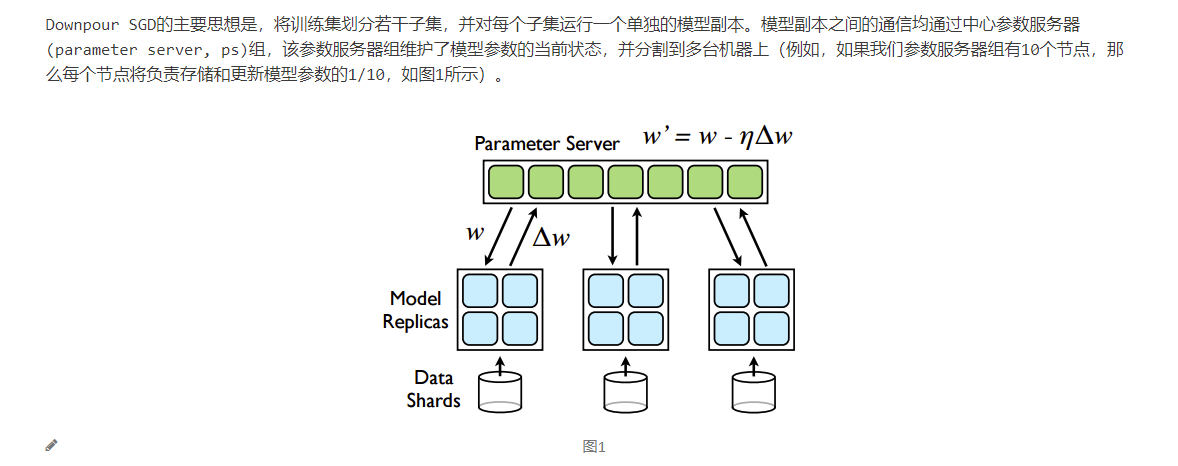 Downpour SGD的主要思想是，将训练集划分若干子集，并对每个子集运行一个单独的模型副本。模型副本之间的通信均通过中心参数服务器
(parameter server, ps)组，该参数服务器组维护了模型参数的当前状态，并分割到多台机器上（例如，如果我们参数服务器组有10个节点，那
么每个节点将负责存储和更新模型参数的1/10，如图1所示）。
Parameter Server w’ = w - ηΔw
w Δw
Model
Replicas
Data
Shards
图1